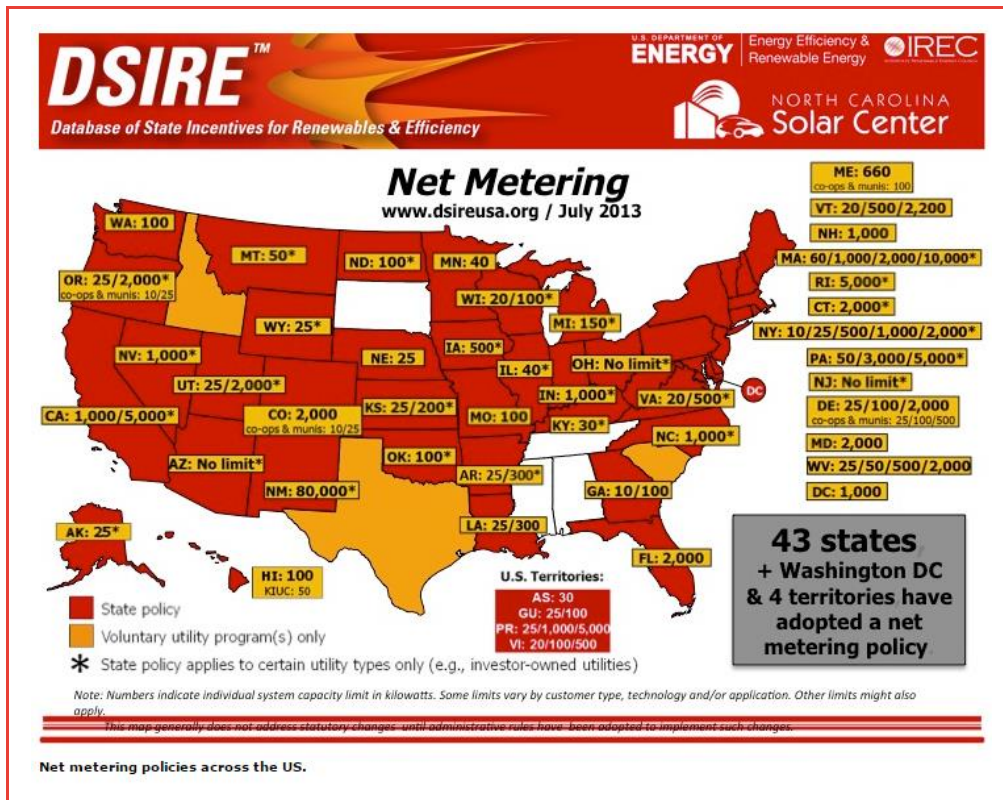 DSIRE™
Database of State Incentives for Renewables & Efficiency
U.S. DEPARTMENT OF
ENERGY
Energy Efficiency &
Renewable Energy
IREC
NORTH CAROLINA
Solar Center
Net Metering
www.dsireusa.org / July 2013
WA: 100
OR: 25/2,000*
co-ops & munis: 10/25
MT: 50*
ND: 100*
MN: 40
WI: 20/100*
MI: 150*
WY: 25*
NV: 1,000*
NE: 25
IA: 500*
IL: 40*
OH: No limit*
UT: 25/2,000*
IN: 1,000*
VA: 20/500*
DC
CA: 1,000/5,000*
CO: 2,000
co-ops & munis: 10/25
KS: 25/200*
MO: 100
KY: 30*
NC: 1,000*
AZ: No limit*
OK: 100*
AR: 25/300*
NM: 80,000*
GA: 10/100
LA: 25/300
FL: 2,000
AK: 25*
HI: 100
KIUC: 50
ME: 660
co-ops & munis: 100
VT: 20/500/2,200
NH: 1,000
MA: 60/1,000/2,000/10,000*
RI: 5,000*
CT: 2,000*
NY: 10/25/500/1,000/2,000*
PA: 50/3,000/5,000*
NJ: No limit*
DE: 25/100/2,000
co-ops & munis: 25/100/500
MD: 2,000
WV: 25/50/500/2,000
DC: 1,000
U.S. Territories:
AS: 30
GU: 25/100
PR: 25/1,000/5,000
VI: 20/100/500
43 states,
+ Washington DC
& 4 territories have
adopted a net
metering policy.
State policy
Voluntary utility program(s) only
* State policy applies to certain utility types only (e.g., investor-owned utilities)
Note: Numbers indicate individual system capacity limit in kilowatts. Some limits vary by customer type, technology and/or application. Other limits might also
apply.
This map generally does not address statutory changes until administrative rules have been adopted to implement such changes.
Net metering policies across the US.